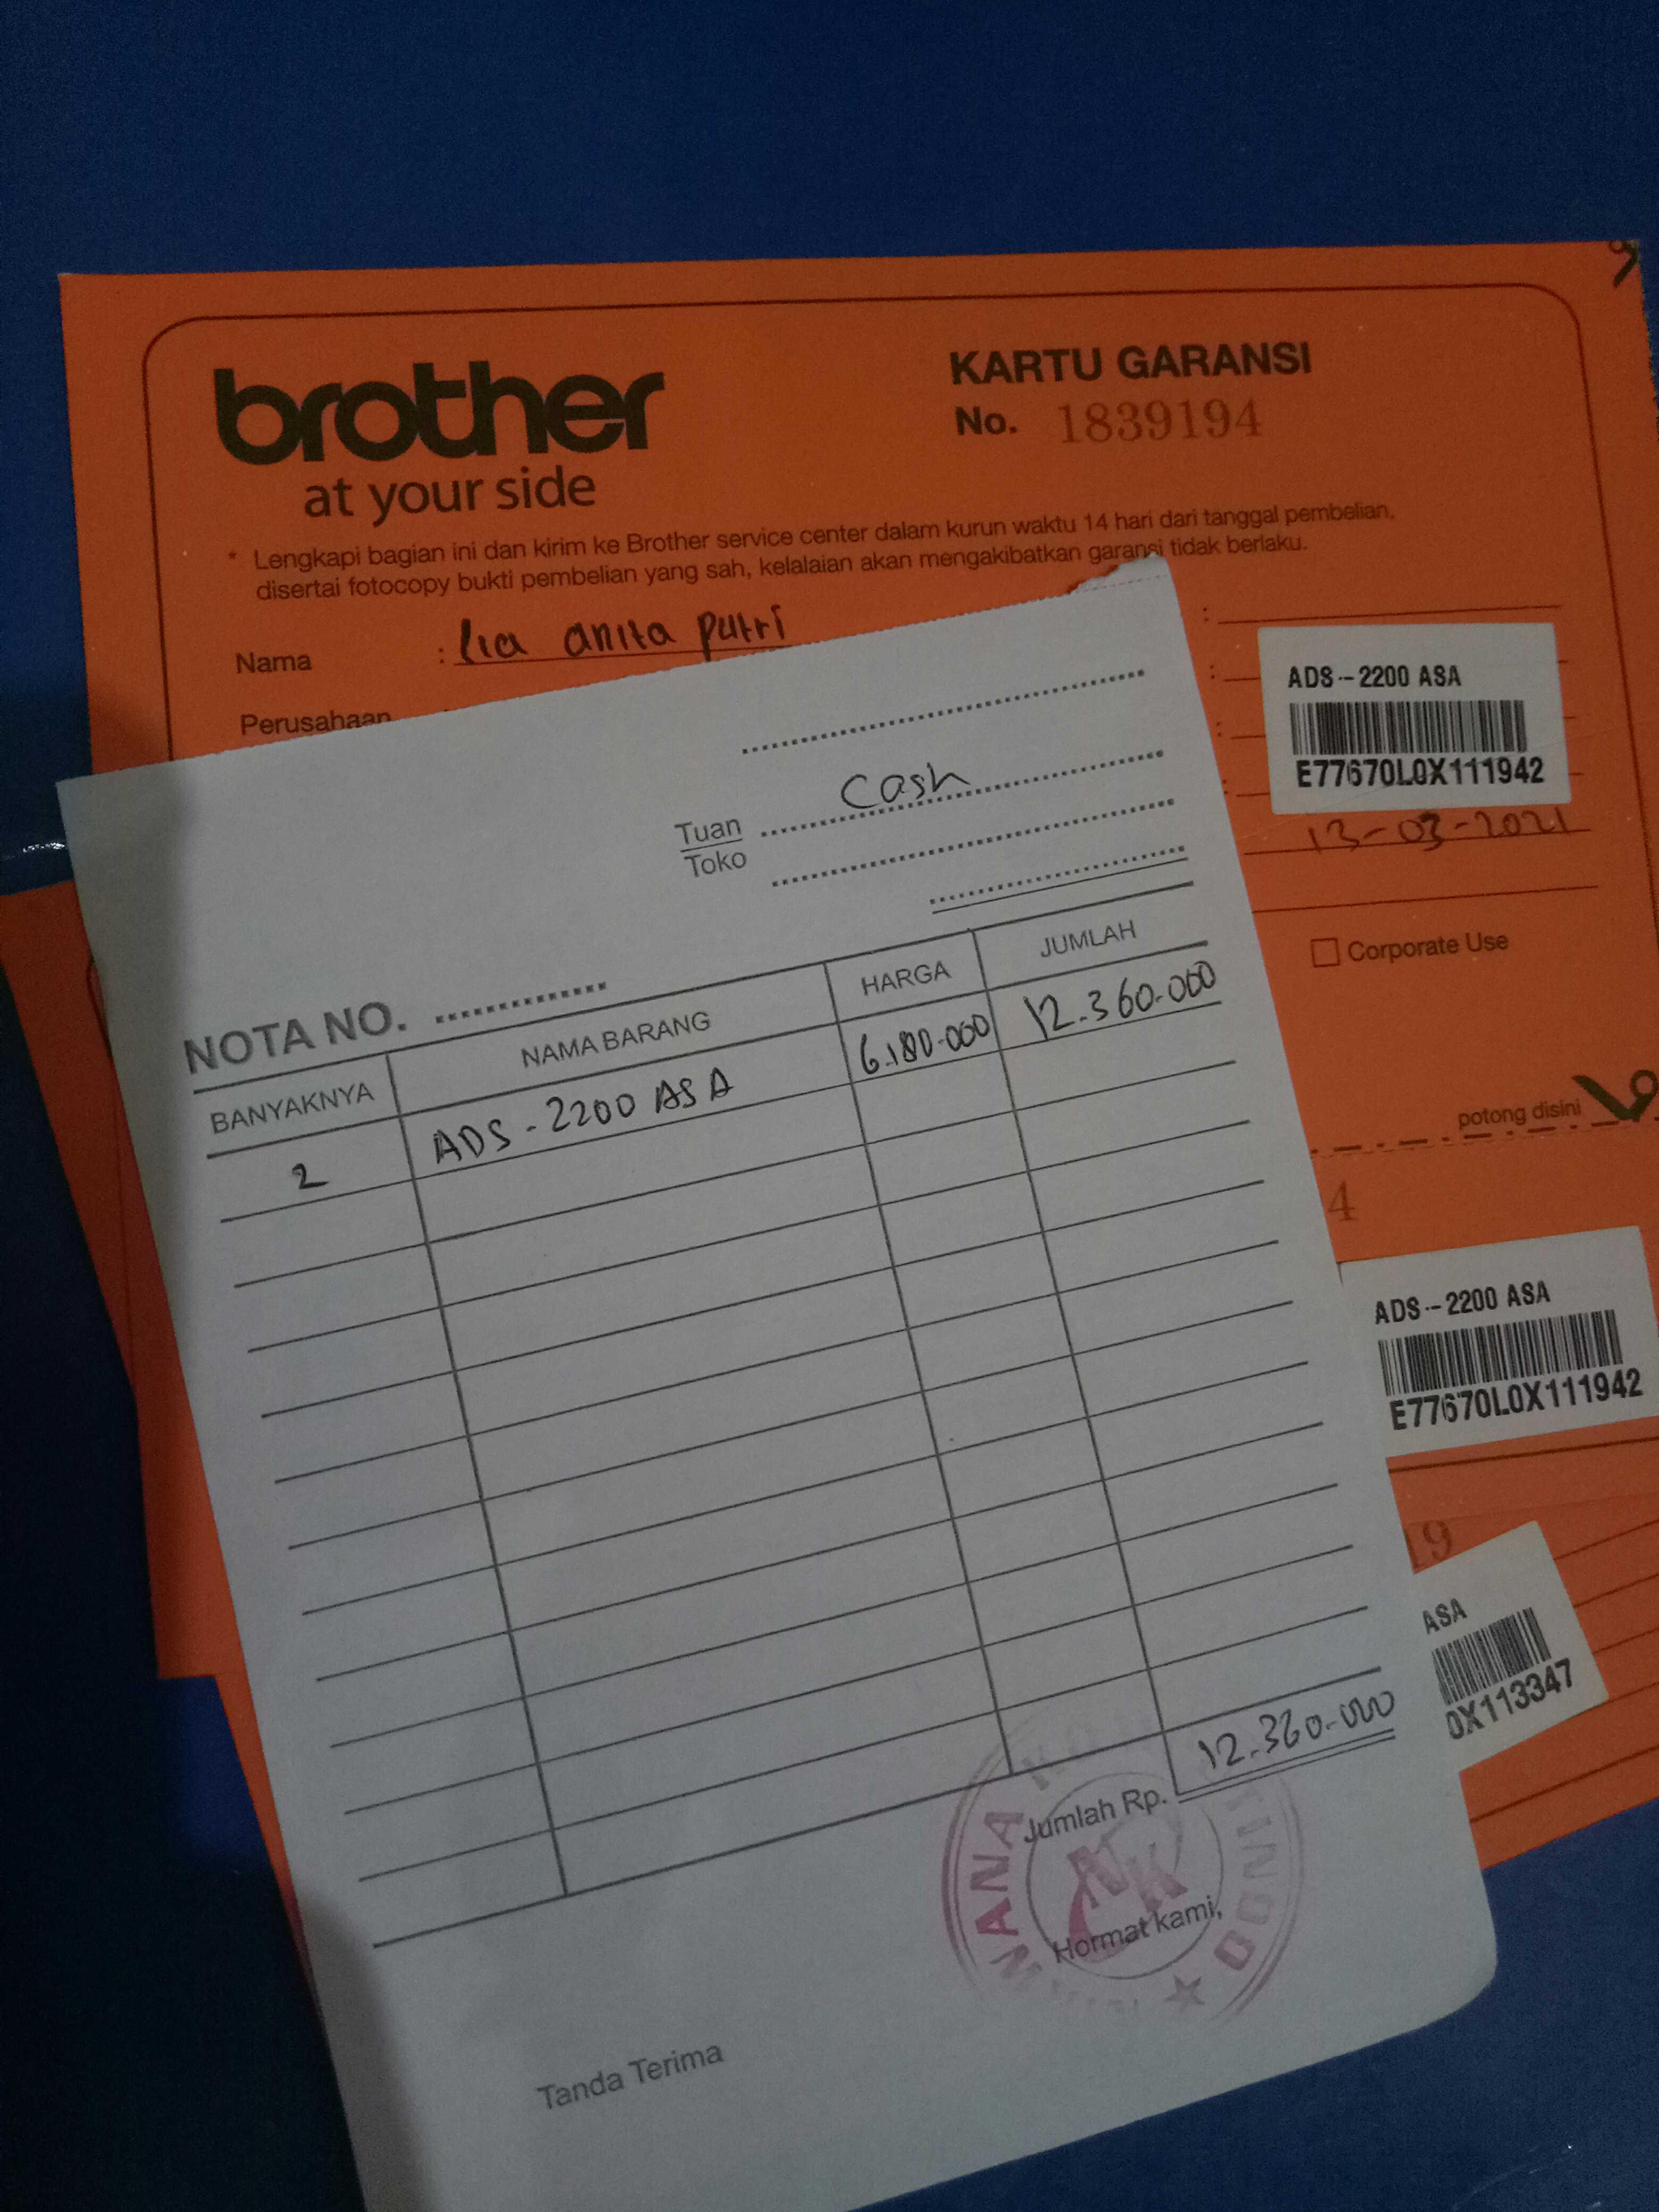 brother
at your side
KARTU GARANSI
No. 1839194
* Lengkapi bagian ini dan kirim ke Brother service center dalam kurun waktu 14 hari dari tanggal pembelian,
disertai fotocopy bukti pembelian yang sah, kelalaian akan mengakibatkan garansi tidak berlaku.
Nama : lia anita putri
Perusahaan
ADS--2200 ASA
E77670L0X111942
13-03-2021
Corporate Use
potong disini
4
ADS--2200 ASA
E77670L0X111942
19
ASA
0X113347
Tuan Cash
Toko
NOTA NO.
BANYAKNYA NAMA BARANG HARGA JUMLAH
2 ADS-2200 ASA 6.180.000 12.360.000
Jumlah Rp. 12.360.000
Hormat kami,
Tanda Terima
NK